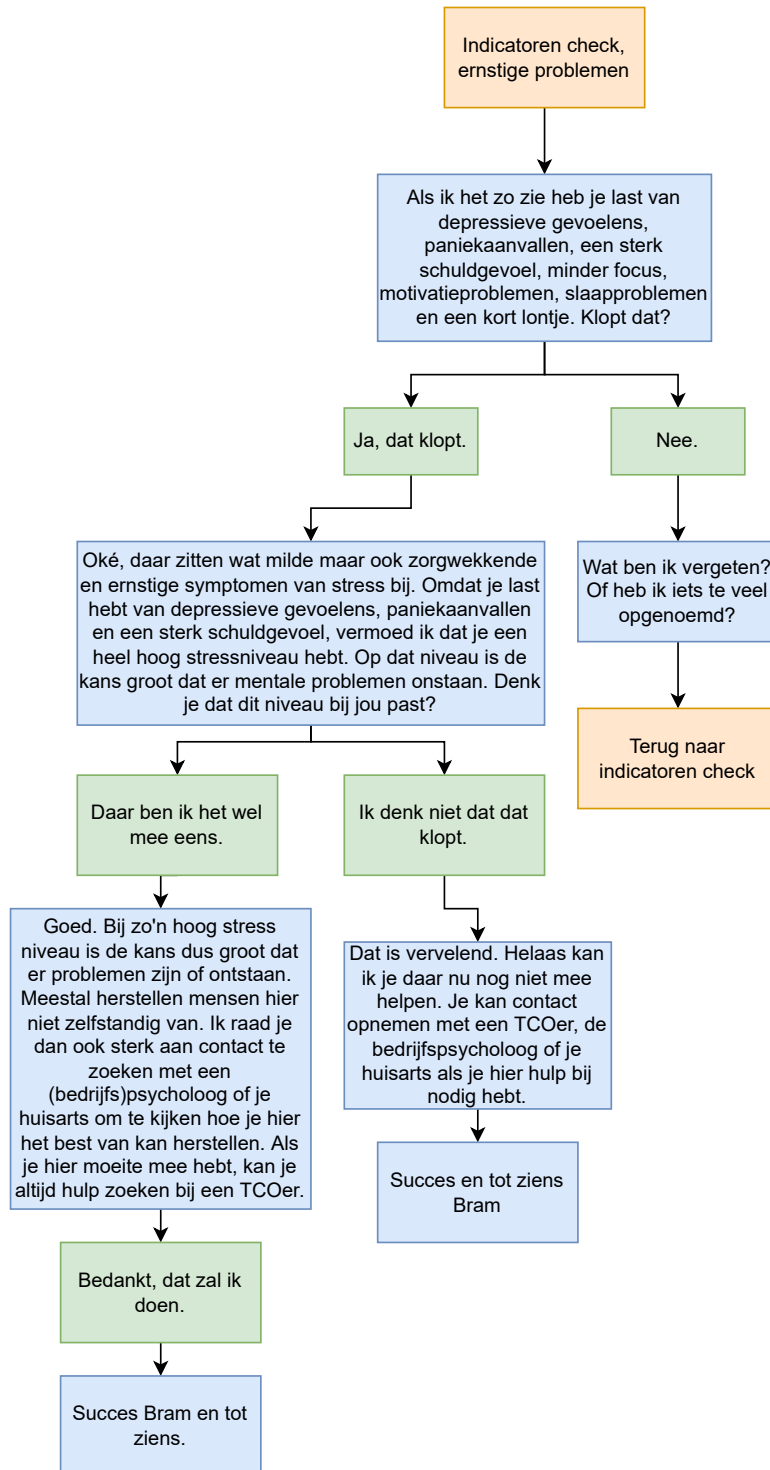 Indicatoren check,
ernstige problemen
Als ik het zo zie heb je last van
depressieve gevoelens,
paniekaanvallen, een sterk
schuldgevoel, minder focus,
motivatieproblemen, slaapproblemen
en een kort lontje. Klopt dat?
Ja, dat klopt.
Nee.
Oké, daar zitten wat milde maar ook zorgwekkende
en ernstige symptomen van stress bij. Omdat je last
hebt van depressieve gevoelens, paniekaanvallen
en een sterk schuldgevoel, vermoed ik dat je een
heel hoog stressniveau hebt. Op dat niveau is de
kans groot dat er mentale problemen onstaan. Denk
je dat dit niveau bij jou past?
Wat ben ik vergeten?
Of heb ik iets te veel
opgenoemd?
Terug naar
indicatoren check
Daar ben ik het wel
mee eens.
Ik denk niet dat dat
klopt.
Goed. Bij zo'n hoog stress
niveau is de kans dus groot dat
er problemen zijn of ontstaan.
Meestal herstellen mensen hier
niet zelfstandig van. Ik raad je
dan ook sterk aan contact te
zoeken met een
(bedrijfs)psycholoog of je
huisarts om te kijken hoe je hier
het best van kan herstellen. Als
je hier moeite mee hebt, kan je
altijd hulp zoeken bij een TCOer.
Dat is vervelend. Helaas kan
ik je daar nu nog niet mee
helpen. Je kan contact
opnemen met een TCOer, de
bedrijfspsycholoog of je
huisarts als je hier hulp bij
nodig hebt.
Succes en tot ziens
Bram
Bedankt, dat zal ik
doen.
Succes Bram en tot
ziens.